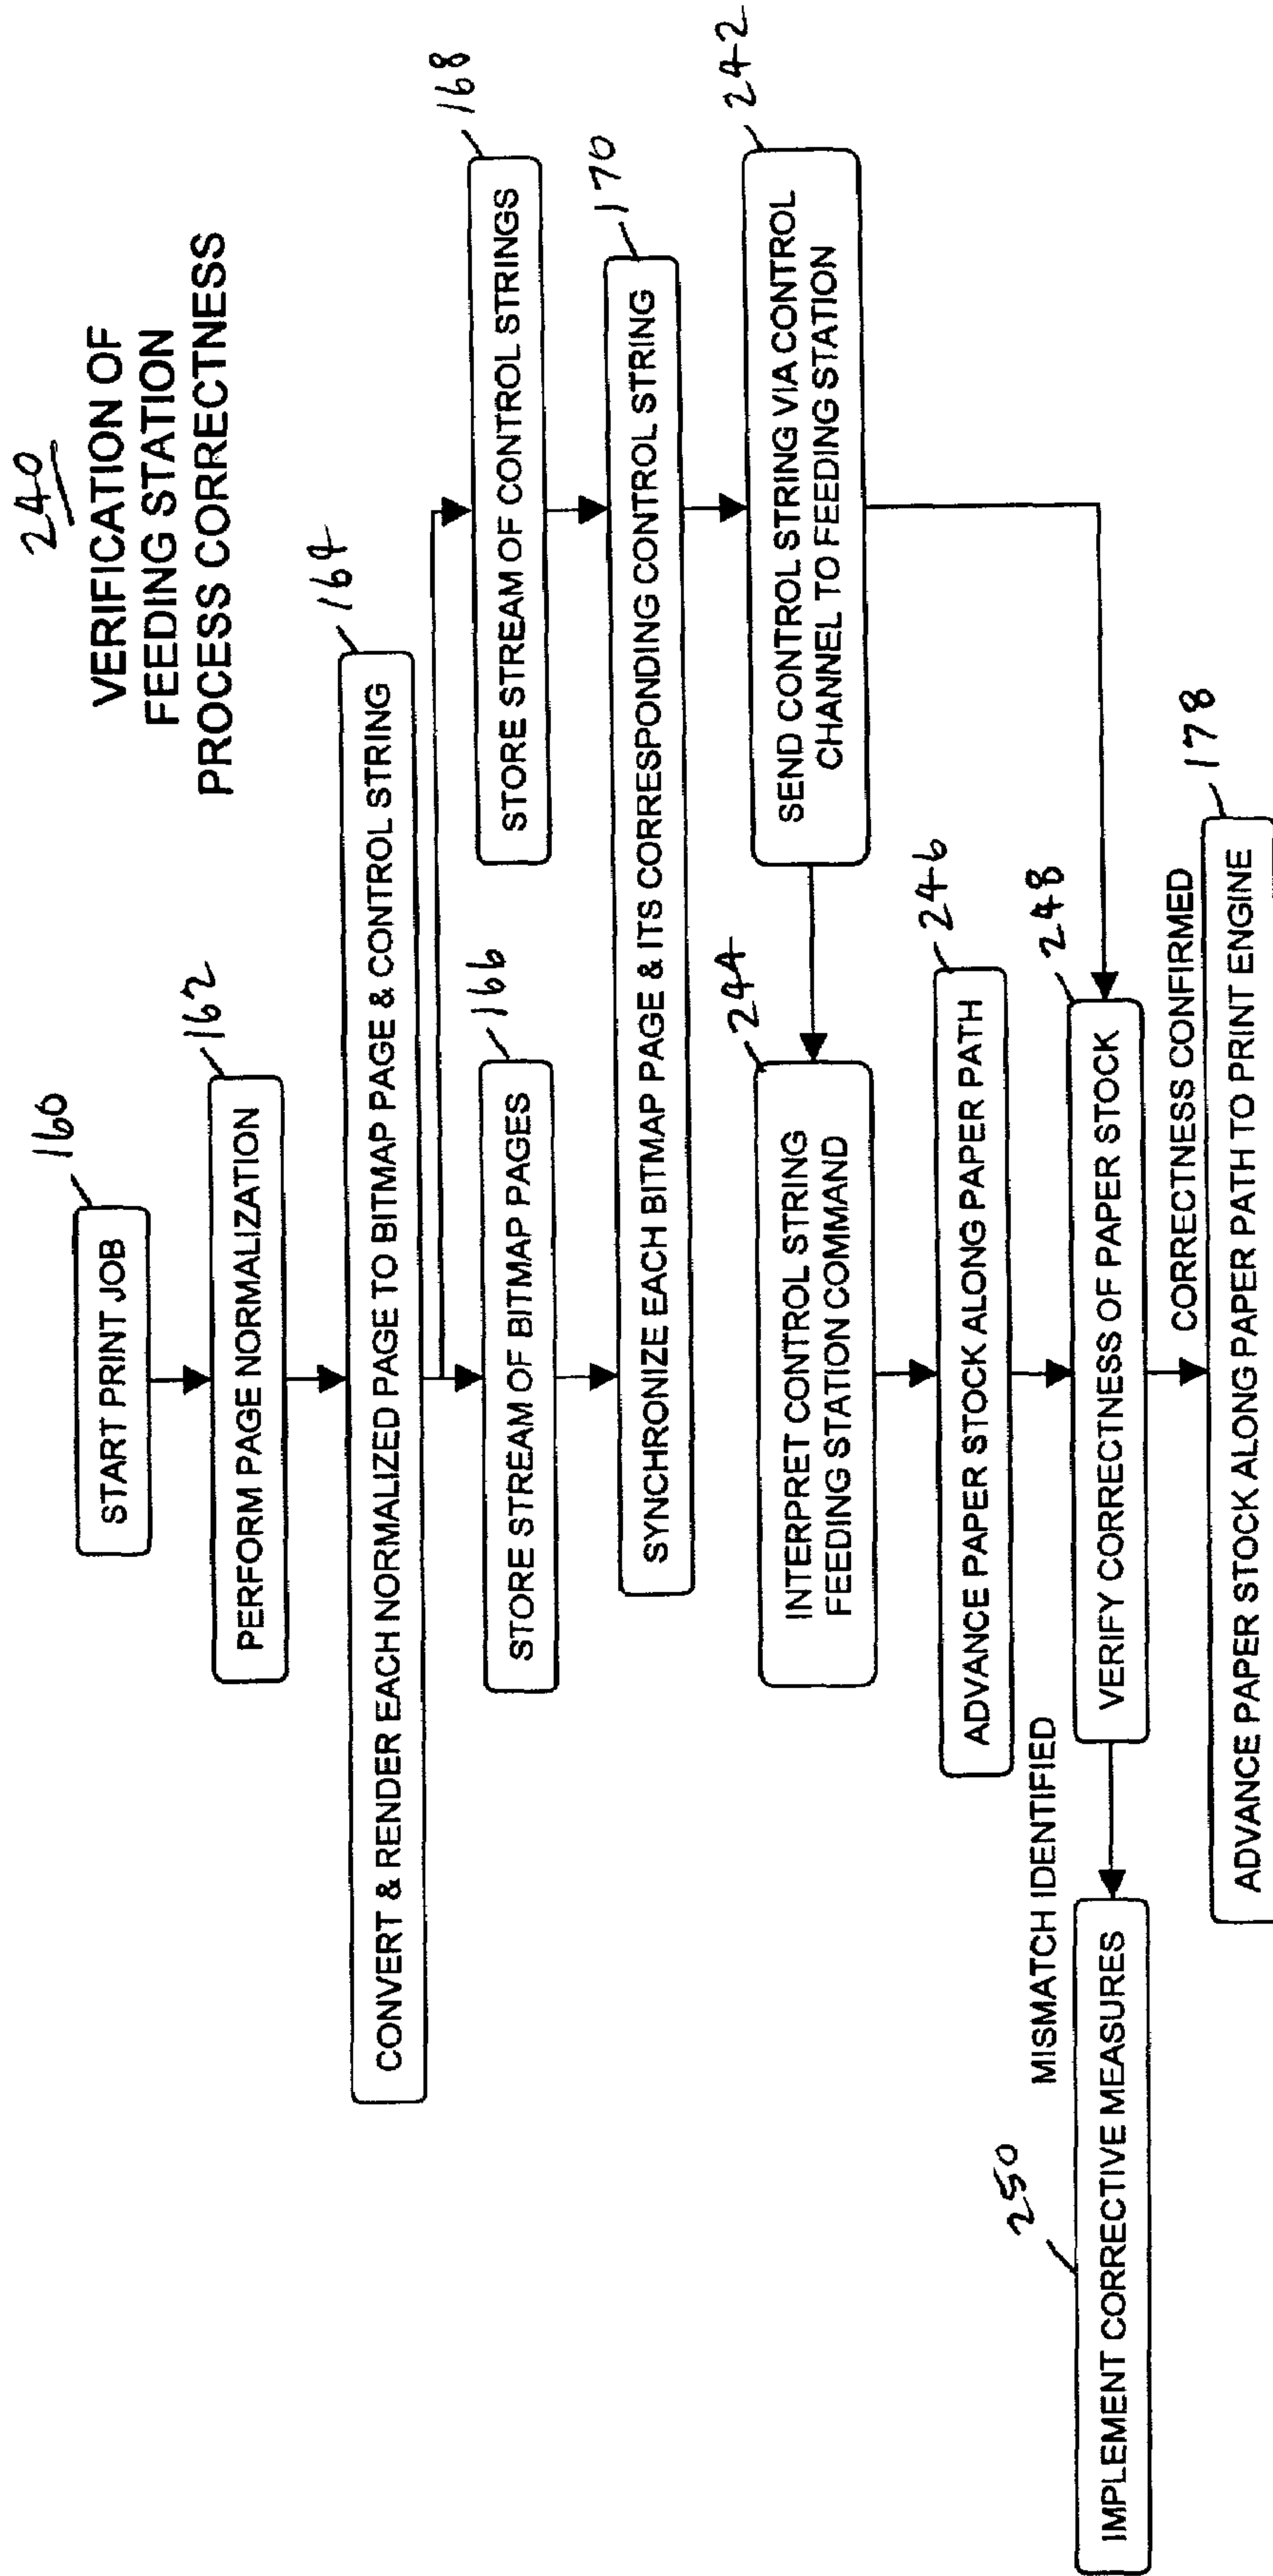 240
VERIFICATION OF
FEEDING STATION
PROCESS CORRECTNESS
160
START PRINT JOB
162
PERFORM PAGE NORMALIZATION
164
CONVERT & RENDER EACH NORMALIZED PAGE TO BITMAP PAGE & CONTROL STRING
166
STORE STREAM OF BITMAP PAGES
168
STORE STREAM OF CONTROL STRINGS
170
SYNCHRONIZE EACH BITMAP PAGE & ITS CORRESPONDING CONTROL STRING
242
SEND CONTROL STRING VIA CONTROL
CHANNEL TO FEEDING STATION
244
INTERPRET CONTROL STRING
FEEDING STATION COMMAND
246
ADVANCE PAPER STOCK ALONG PAPER PATH
248
VERIFY CORRECTNESS OF PAPER STOCK
MISMATCH IDENTIFIED
250
IMPLEMENT CORRECTIVE MEASURES
CORRECTNESS CONFIRMED
178
ADVANCE PAPER STOCK ALONG PAPER PATH TO PRINT ENGINE